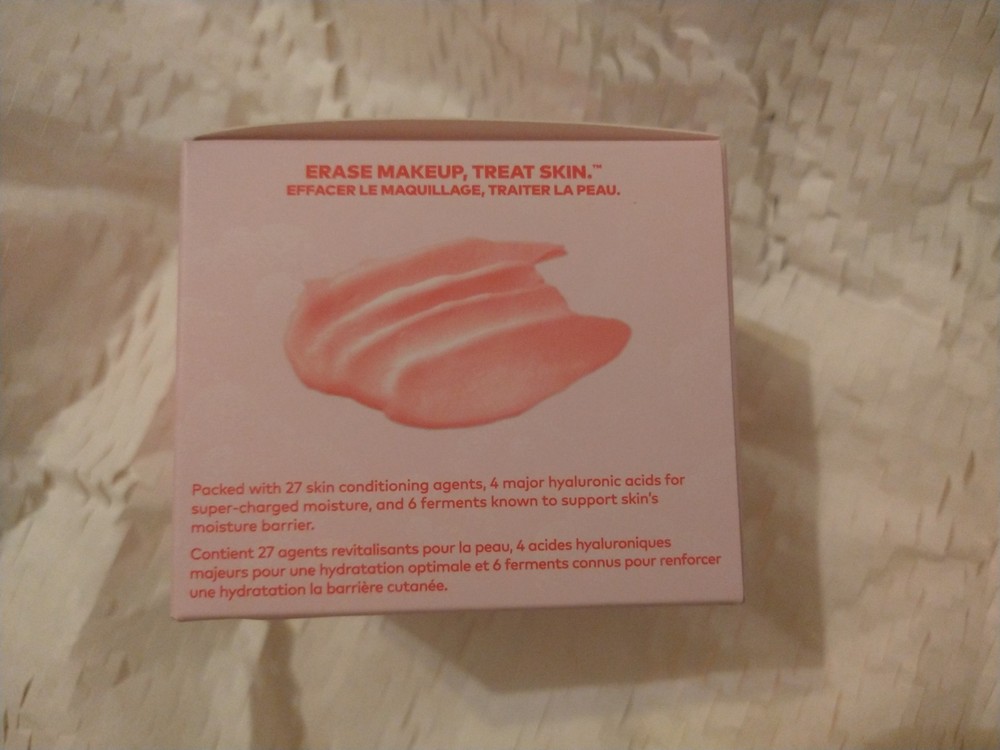 ERASE MAKEUP, TREAT SKIN.™
EFFACER LE MAQUILLAGE, TRAITER LA PEAU.
Packed with 27 skin conditioning agents, 4 major hyaluronic acids for
super-charged moisture, and 6 ferments known to support skin's
moisture barrier.
Contient 27 agents revitalisants pour la peau, 4 acides hyaluroniques
majeurs pour une hydratation optimale et 6 ferments connus pour renforcer
une hydratation la barrière cutanée.